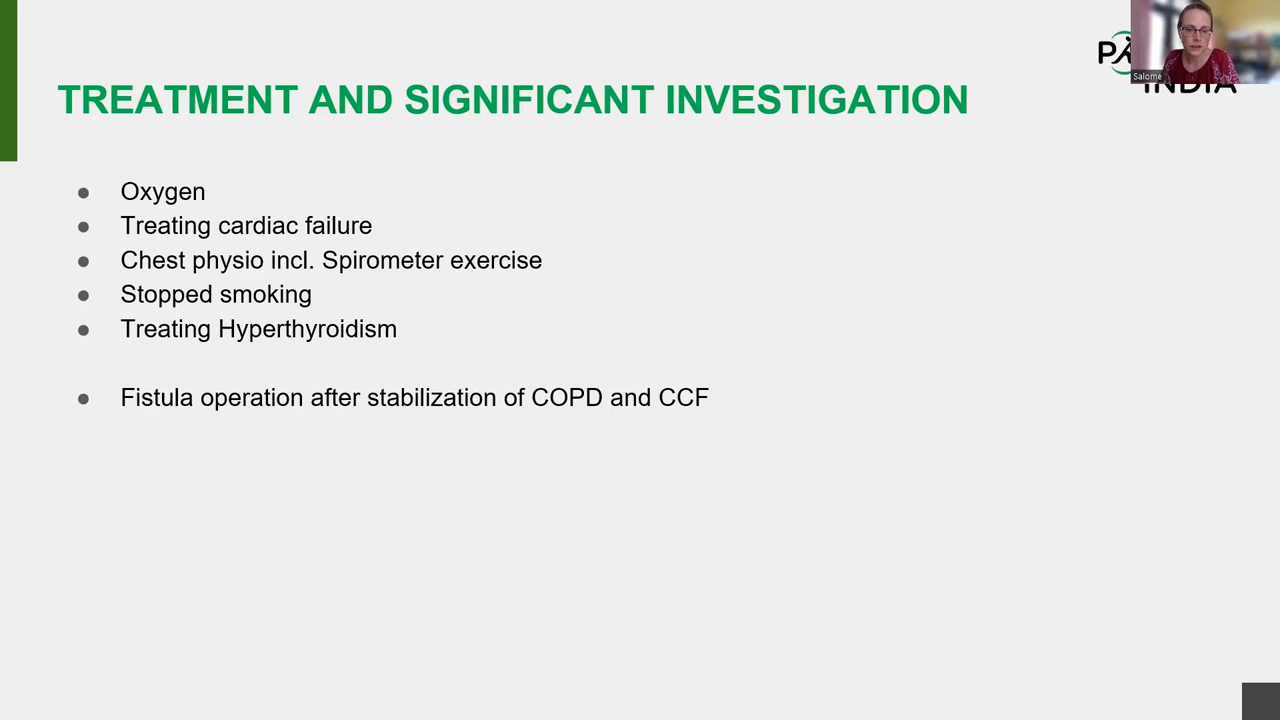 TREATMENT AND SIGNIFICANT INVESTIGATION
Salome
INDIA
● Oxygen
● Treating cardiac failure
● Chest physio incl. Spirometer exercise
● Stopped smoking
● Treating Hyperthyroidism
● Fistula operation after stabilization of COPD and CCF